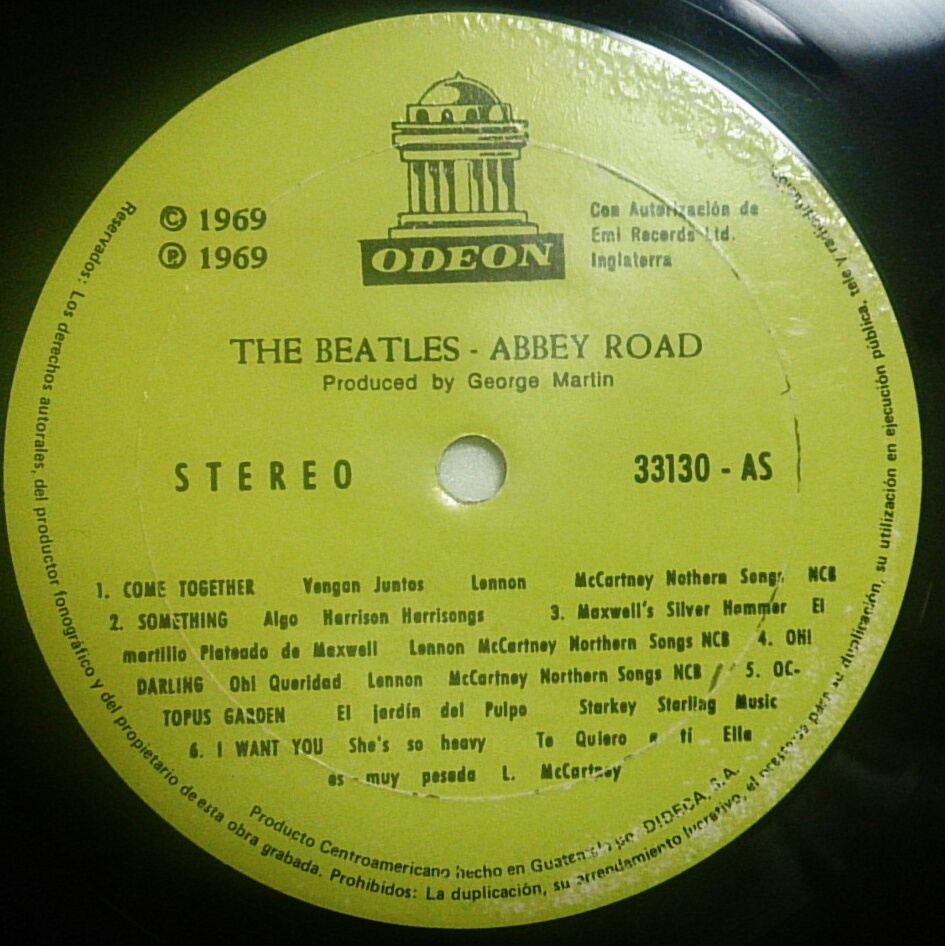 © 1969
℗ 1969
ODEON
Con Autorización de
Emi Records Ltd.
Inglaterra
THE BEATLES - ABBEY ROAD
Produced by George Martin
STEREO
33130 - AS
1. COME TOGETHER Vengan Juntos Lennon McCartney Nothern Songs NCB
2. SOMETHING Algo Harrison Harrisongs 3. Maxwell's Silver Hammer El
martillo Plateado de Maxwell Lennon McCartney Northern Songs NCB 4. OH!
DARLING Oh! Queridad Lennon McCartney Northern Songs NCB 5. OC-
TOPUS GARDEN El jardín del Pulpo Starkey Starling Music
6. I WANT YOU She's so heavy Te Quiero a ti Ella
es muy pesada L. McCartney
Producto Centroamericano hecho en Guatemala por DIDECA, S.A.
Reservados: Los derechos autorales, del productor fonográfico y del propietario de esta obra grabada. Prohibidos: La duplicación, su arrendamiento lucrativo, el prestarse para su duplicación, su utilización en ejecución pública, tele y radiodifusión.